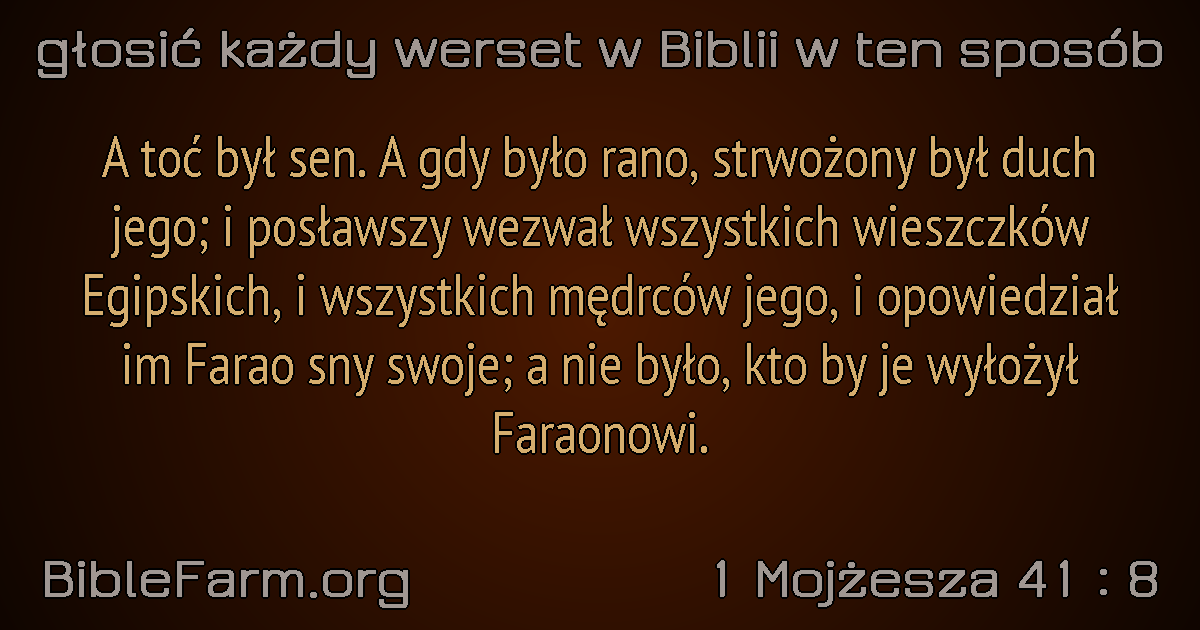 głosić każdy werset w Biblii w ten sposób
A toć był sen. A gdy było rano, strwożony był duch
jego; i posławszy wezwał wszystkich wieszczków
Egipskich, i wszystkich mędrców jego, i opowiedział
im Farao sny swoje; a nie było, kto by je wyłożył
Faraonowi.
BibleFarm.org
1 Mojżesza 41 : 8